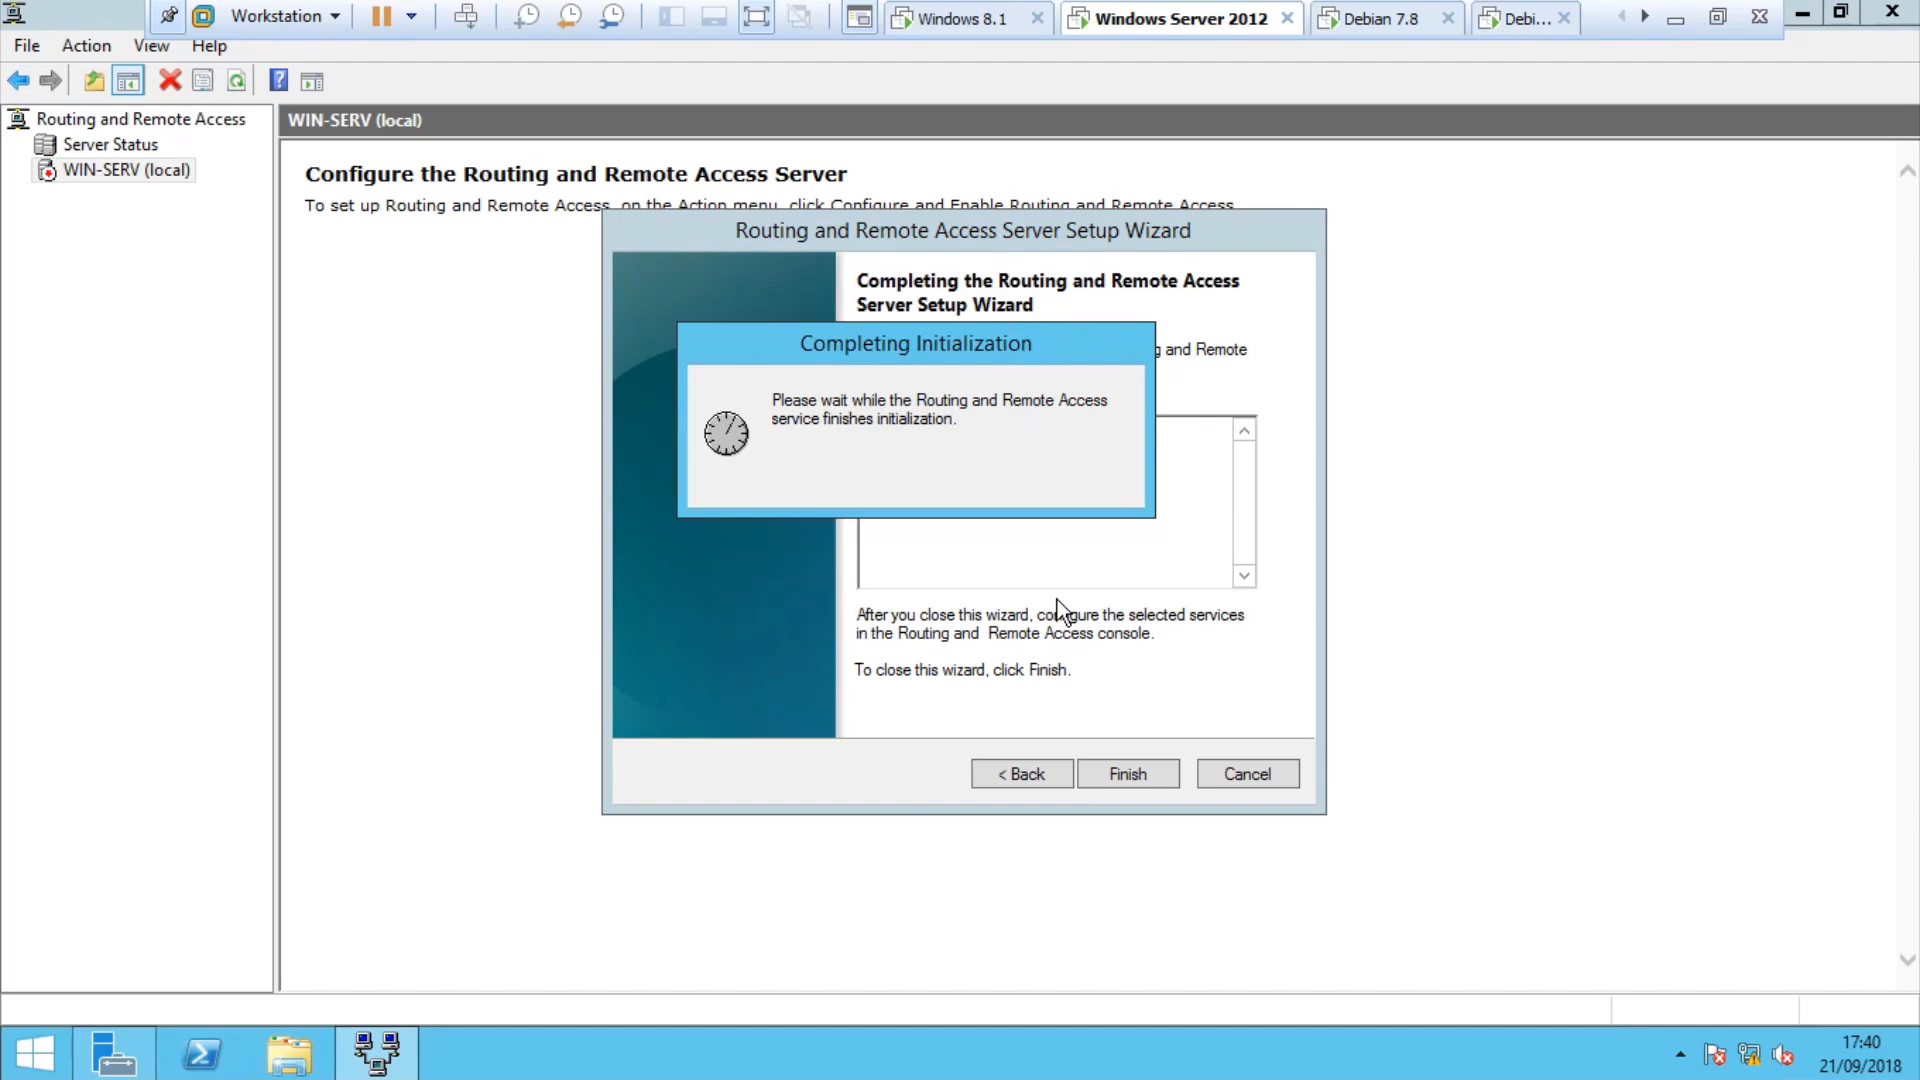 Workstation
Windows 8.1
Windows Server 2012
Debian 7.8
Debi...
File
Action
View
Help
Routing and Remote Access
Server Status
WIN-SERV (local)
WIN-SERV (local)
Configure the Routing and Remote Access Server
To set up Routing and Remote Access, on the Action menu, click Configure and Enable Routing and Remote Access.
Routing and Remote Access Server Setup Wizard
Completing the Routing and Remote Access
Server Setup Wizard
and Remote
Completing Initialization
Please wait while the Routing and Remote Access
service finishes initialization.
After you close this wizard, configure the selected services
in the Routing and Remote Access console.
To close this wizard, click Finish.
< Back
Finish
Cancel
17:40
21/09/2018